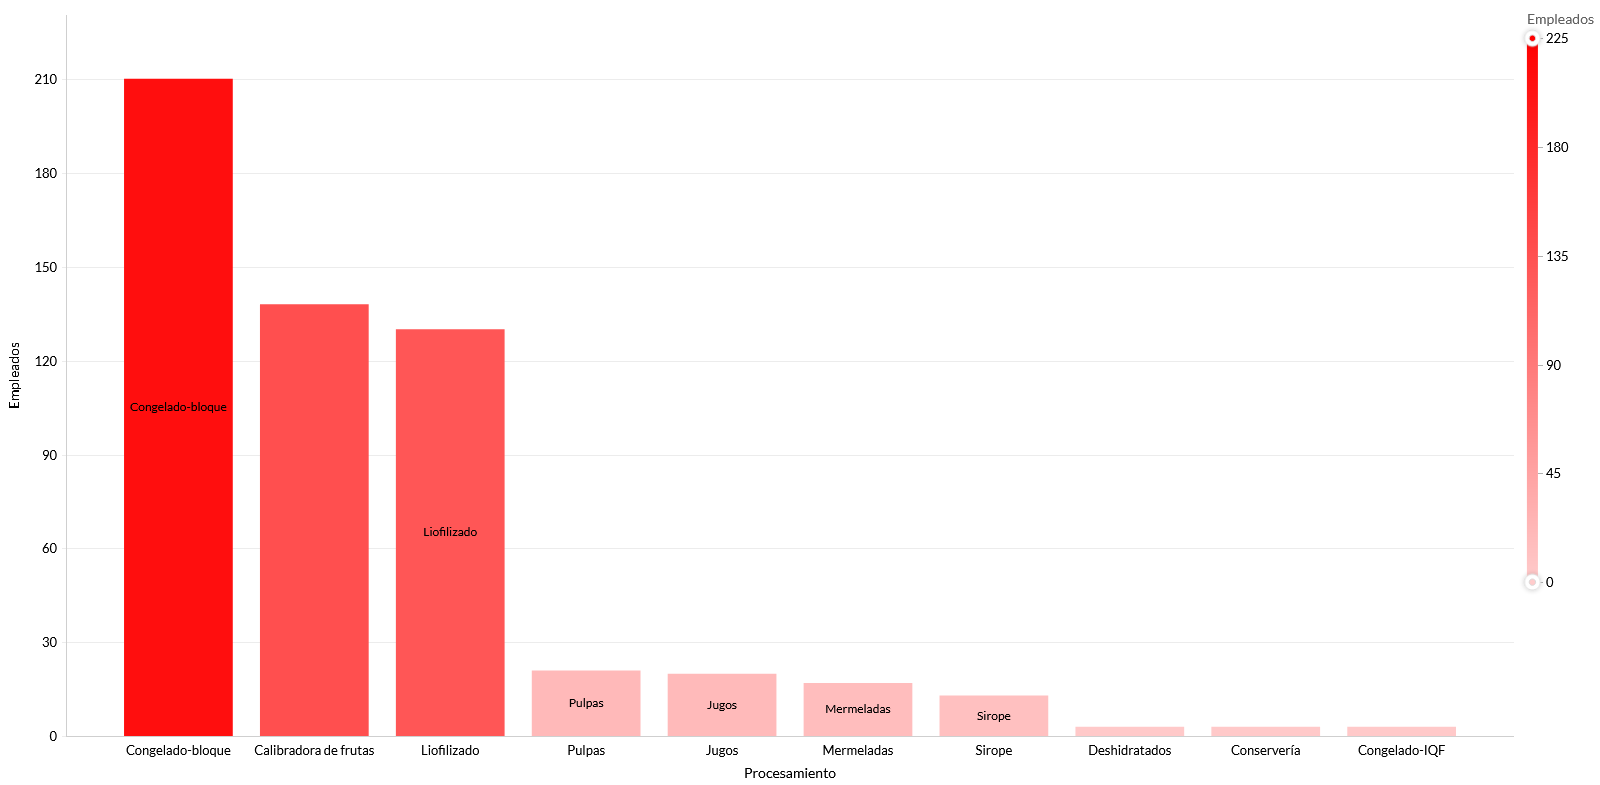 Empleados
225
180
135
90
45
0
210
180
150
120
90
60
30
0
Empleados
Congelado-bloque
Liofilizado
Pulpas
Jugos
Mermeladas
Sirope
Congelado-bloque Calibradora de frutas Liofilizado Pulpas Jugos Mermeladas Sirope Deshidratados Conservería Congelado-IQF
Procesamiento